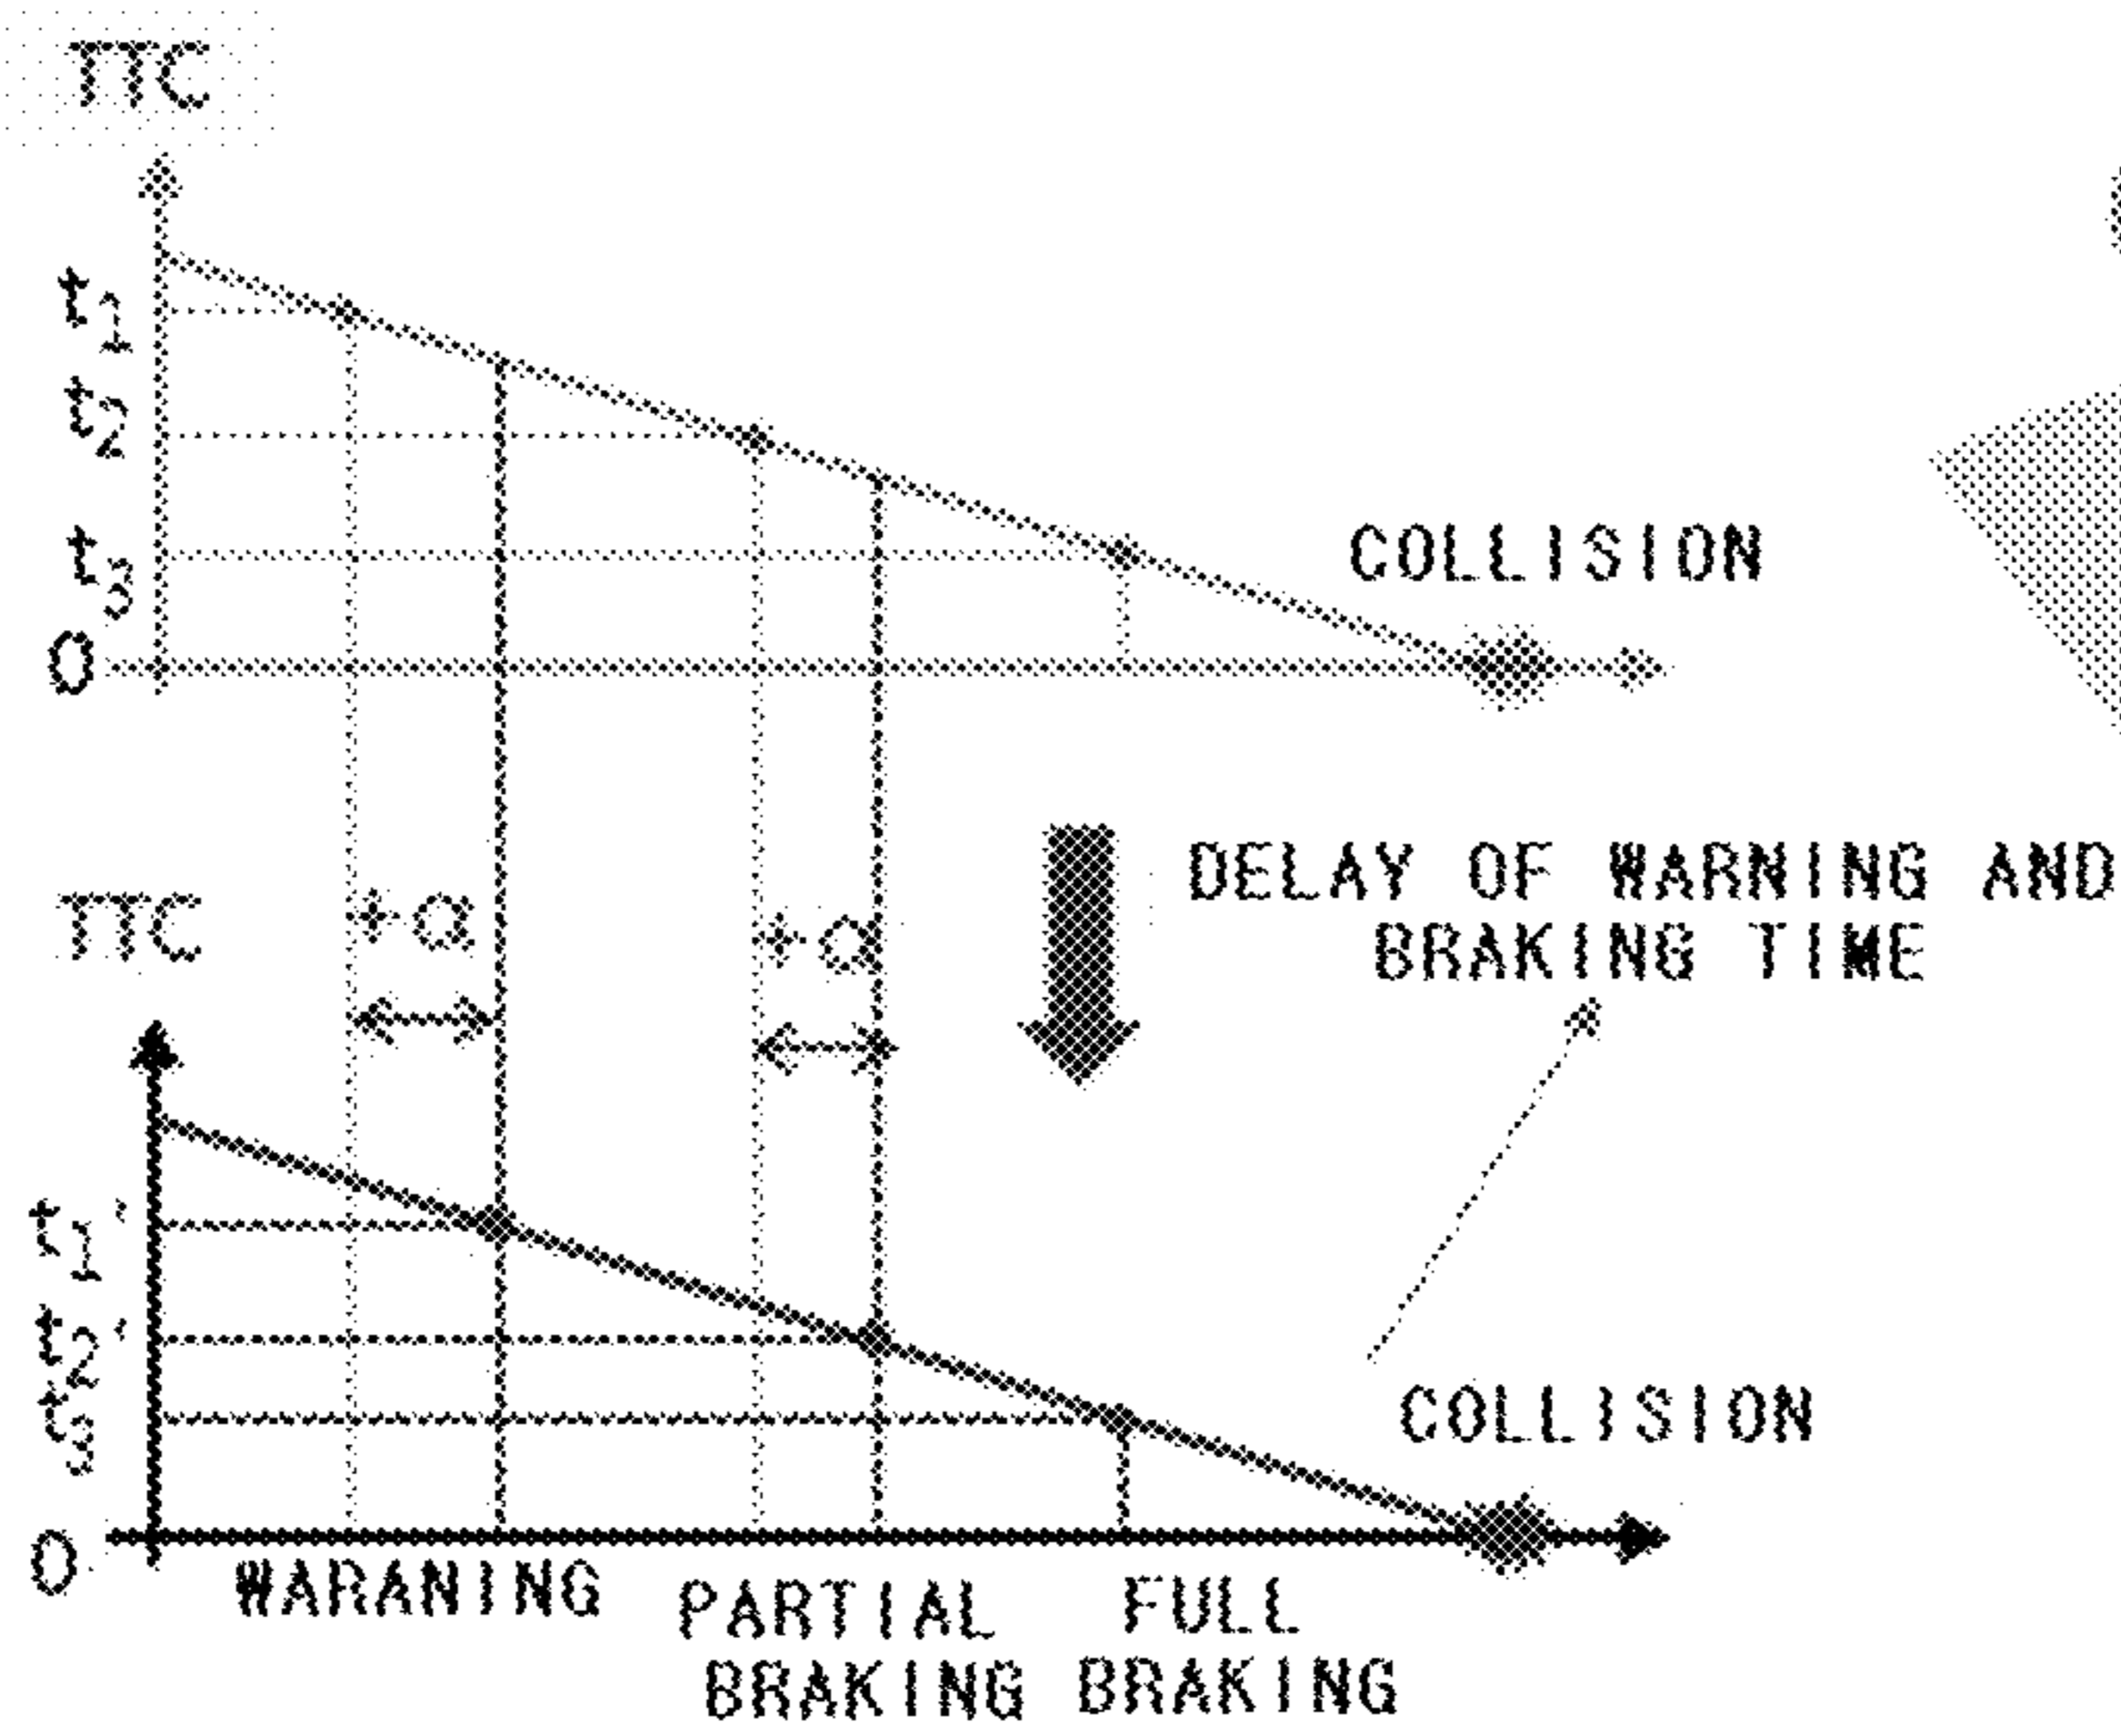 TTC
t1
t2
t3
0
COLLISION
DELAY OF WARNING AND
BRAKING TIME
TTC
+α
+α
t1'
t2'
t3
0
COLLISION
WARANING
PARTIAL
BRAKING
FULL
BRAKING